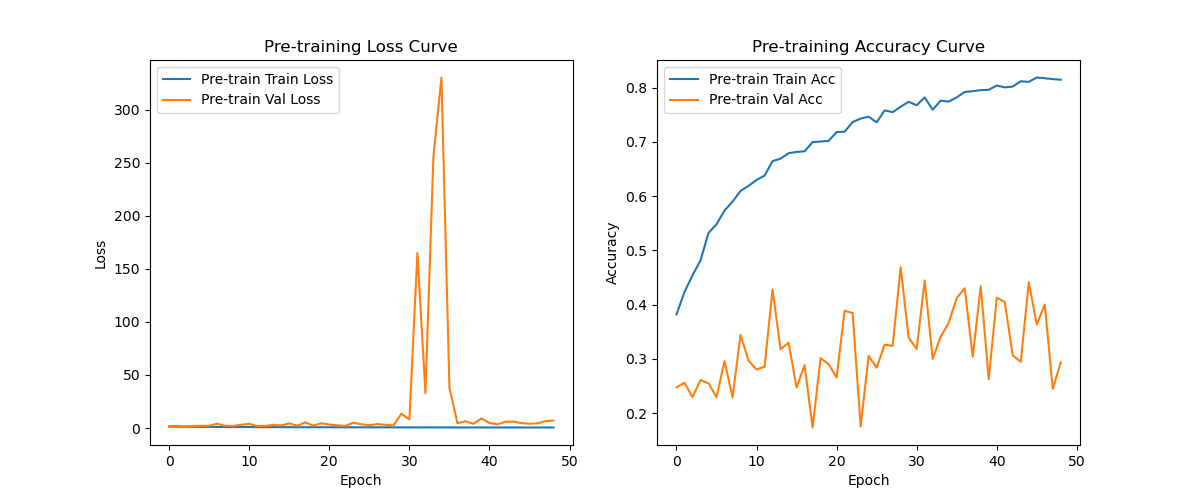 Pre-training Loss Curve
Pre-train Train Loss
Pre-train Val Loss
300
250
200
150
100
50
0
Loss
0 10 20 30 40 50
Epoch
Pre-training Accuracy Curve
Pre-train Train Acc
Pre-train Val Acc
0.8
0.7
0.6
0.5
0.4
0.3
0.2
Accuracy
0 10 20 30 40 50
Epoch